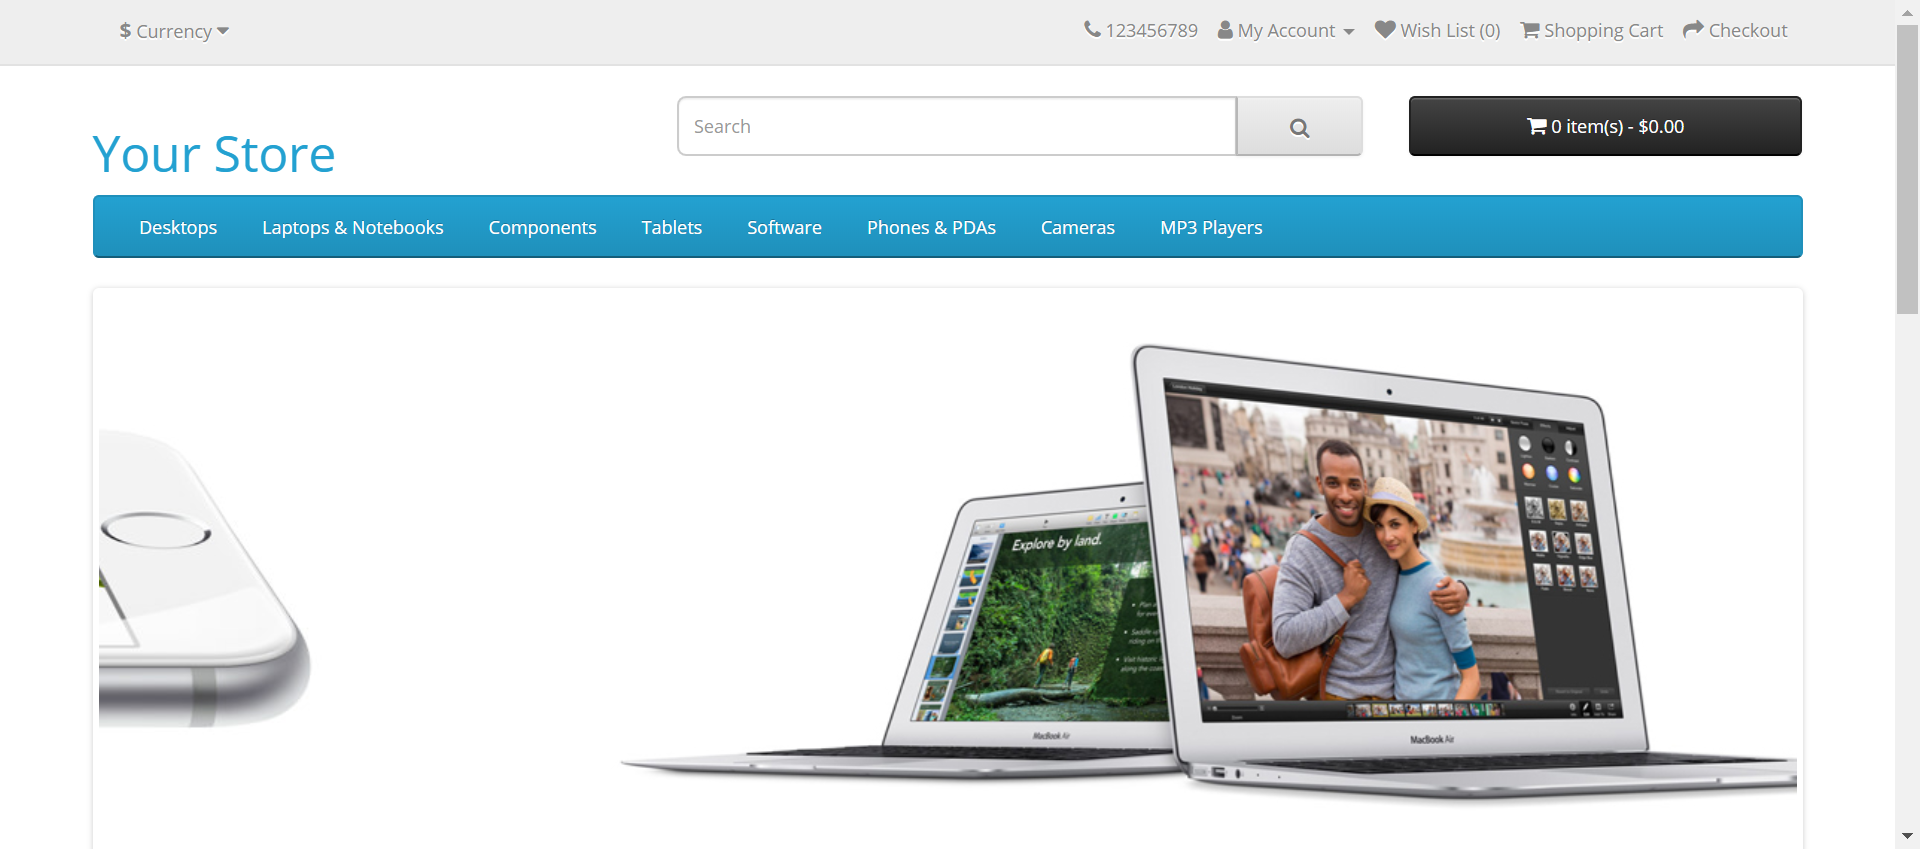 $ Currency
123456789 My Account Wish List (0) Shopping Cart Checkout
Your Store
Search
0 item(s) - $0.00
Desktops Laptops & Notebooks Components Tablets Software Phones & PDAs Cameras MP3 Players
Explore by land.
MacBook Air
MacBook Air